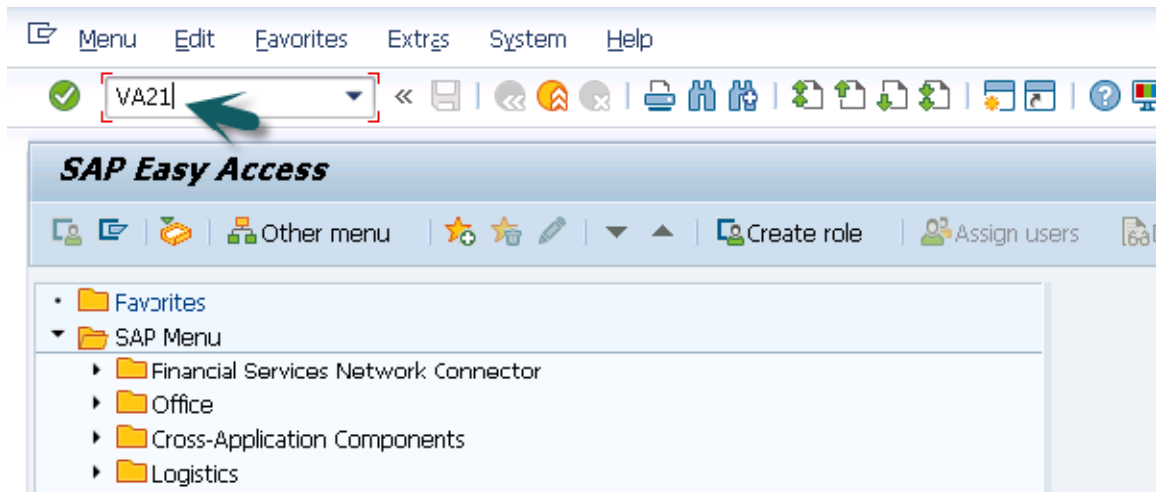 Menu Edit Favorites Extras System Help
VA21
SAP Easy Access
Other menu Create role Assign users
Favorites
SAP Menu
Financial Services Network Connector
Office
Cross-Application Components
Logistics